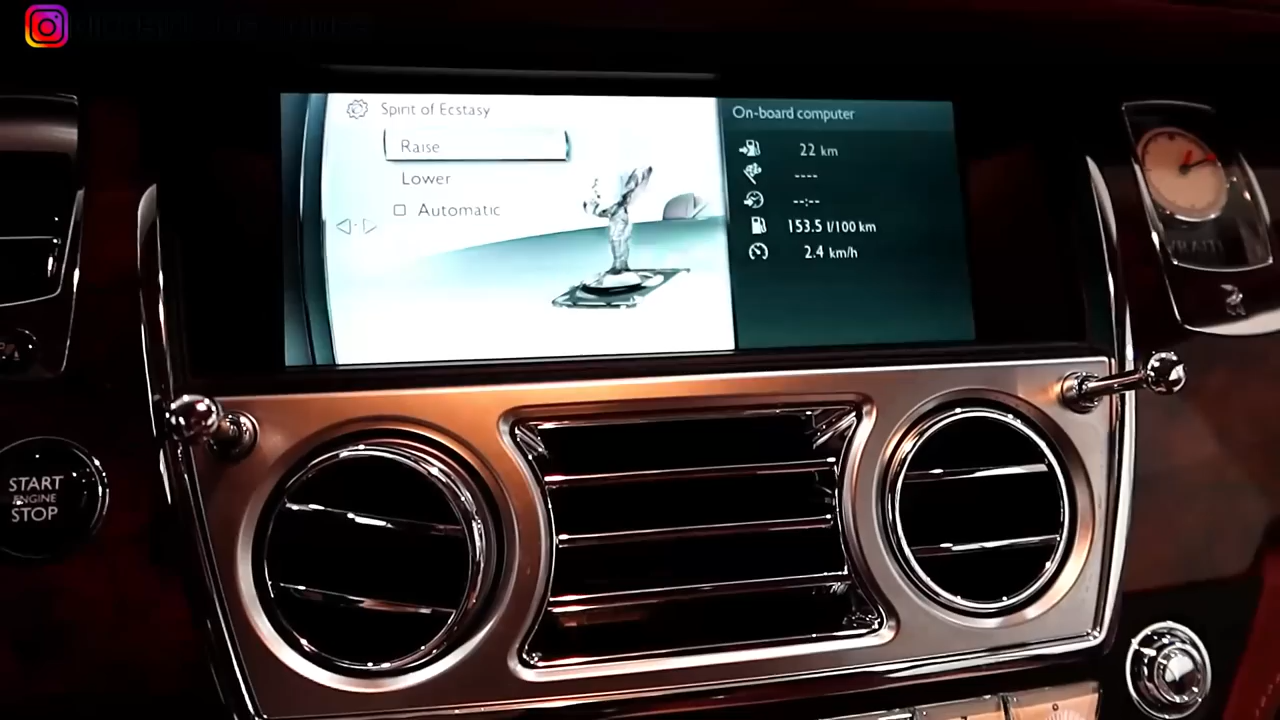 Spirit of Ecstasy
Raise
Lower
Automatic
On-board computer
22 km
----
--:--
153.5 l/100 km
2.4 km/h
START
ENGINE
STOP